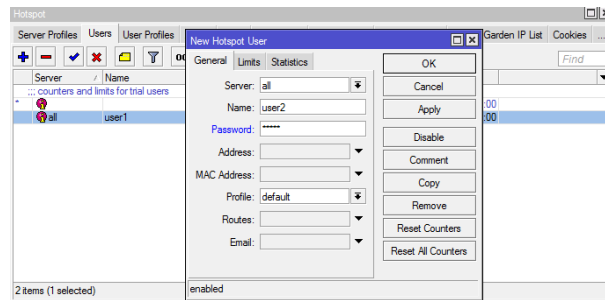 Hotspot
Server Profiles Users User Profiles Garden IP List Cookies ...
Find
Server / Name
;;; counters and limits for trial users
* :00
all user1 :00
2 items (1 selected)
New Hotspot User
General Limits Statistics
Server: all
Name: user2
Password: *****
Address:
MAC Address:
Profile: default
Routes:
Email:
OK
Cancel
Apply
Disable
Comment
Copy
Remove
Reset Counters
Reset All Counters
enabled